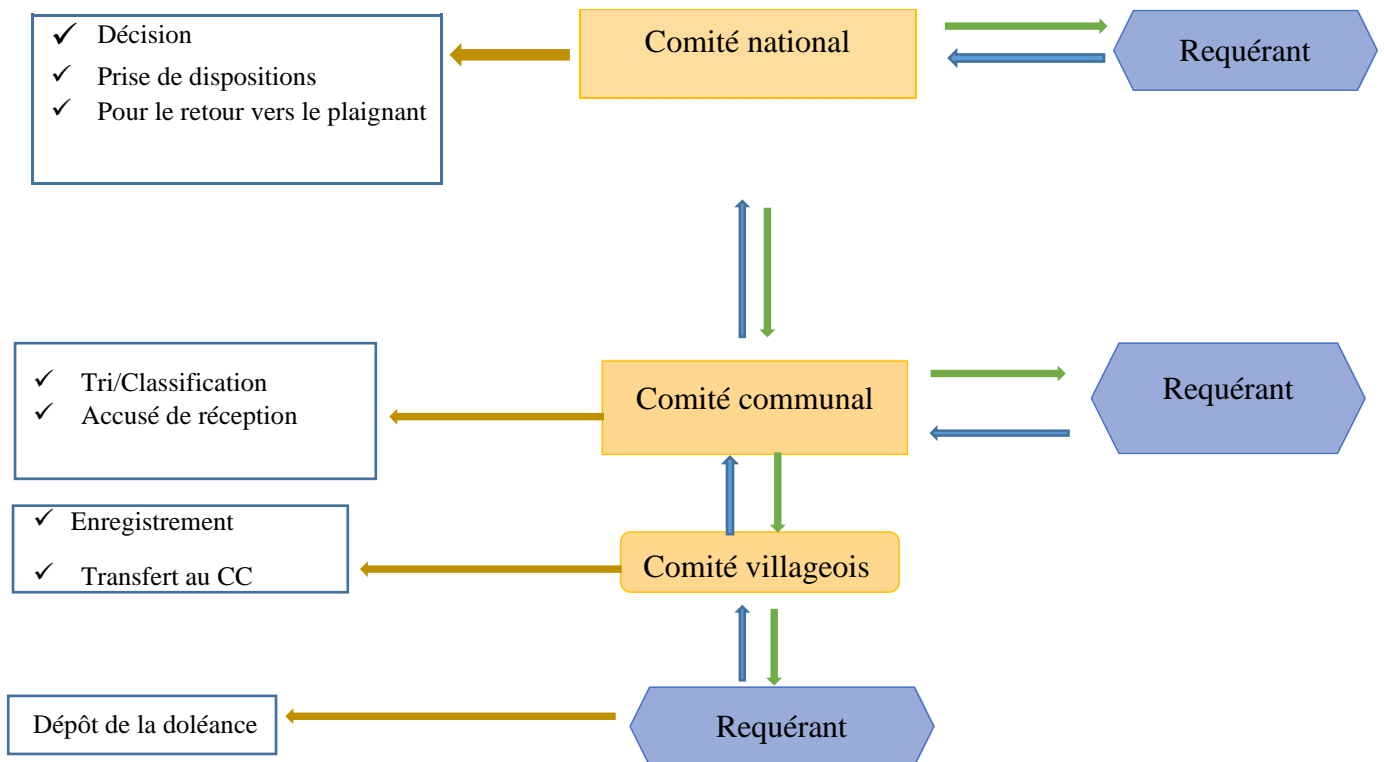 Décision
Prise de dispositions
Pour le retour vers le plaignant
Comité national
Requérant
Tri/Classification
Accusé de réception
Comité communal
Requérant
Enregistrement
Transfert au CC
Comité villageois
Dépôt de la doléance
Requérant